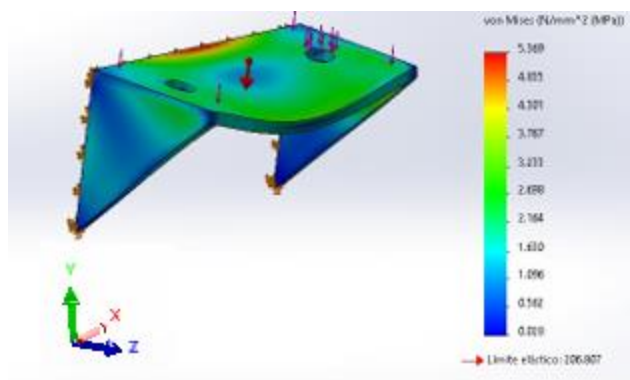 von Mises (N/mm^2 (MPa))
5.369
4.835
4.301
3.767
3.233
2.698
2.164
1.630
1.096
0.562
0.028
Límite elástico: 206.807
Y
X
Z